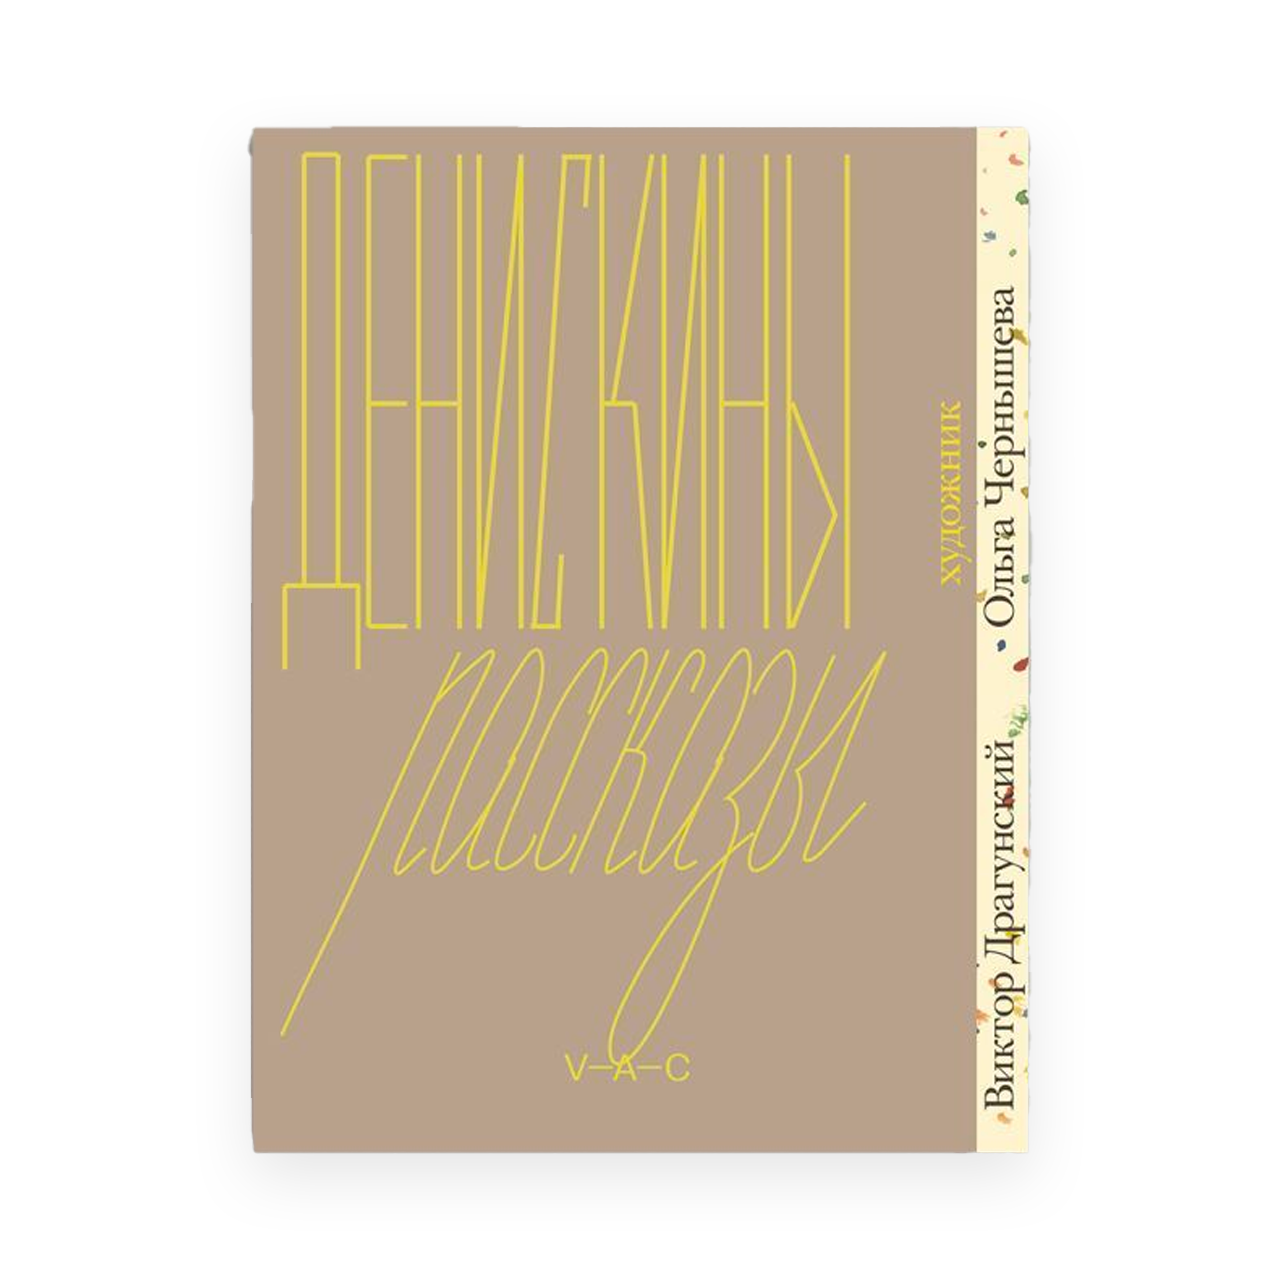 ДЕНИСКИНЫ
рассказы
V–A–C
художник
Виктор Драгунский Ольга Чернышева